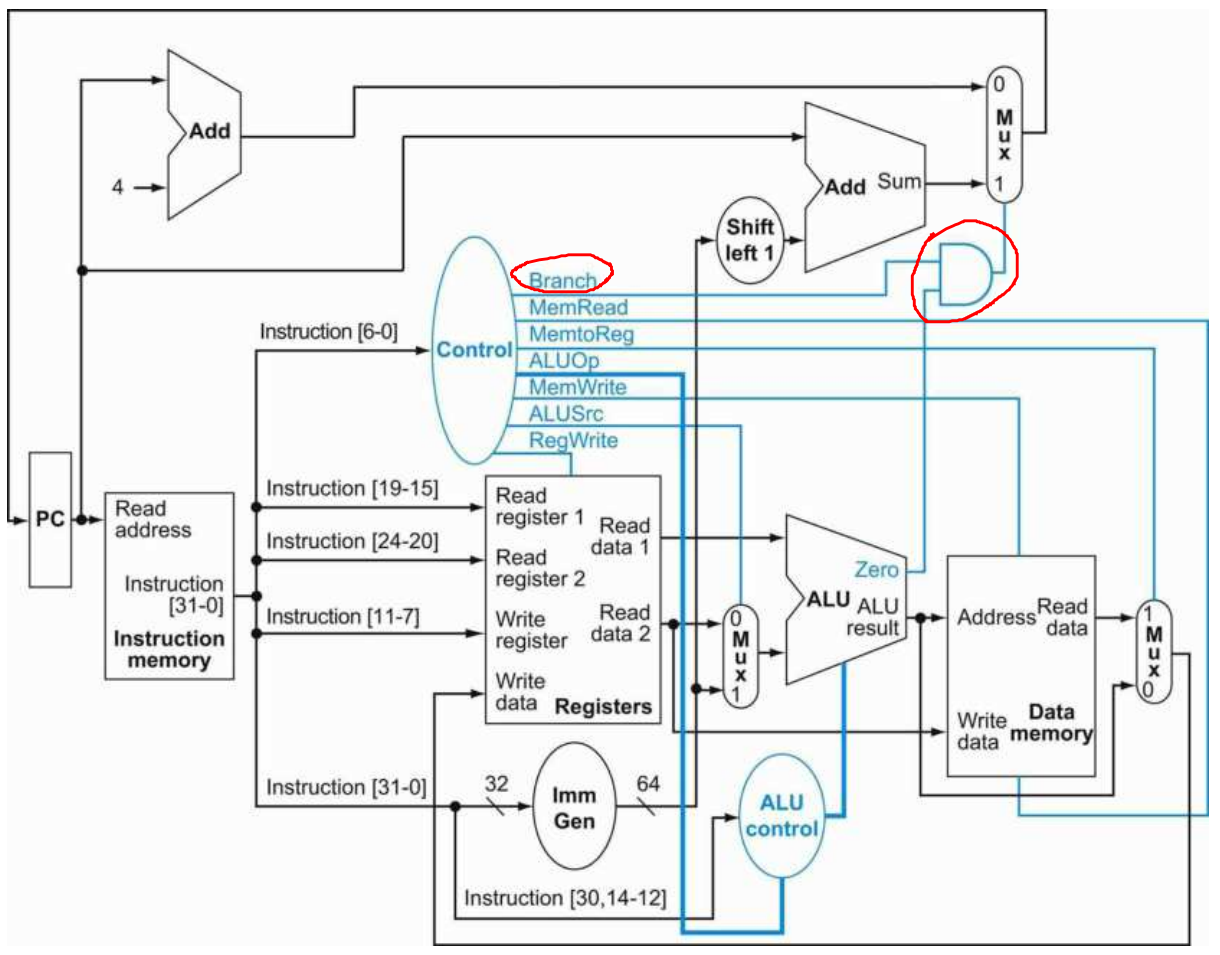 0
M
u
x
1
Add
4
Add Sum
Shift
left 1
Branch
MemRead
MemtoReg
ALUOp
MemWrite
ALUSrc
RegWrite
Control
Instruction [6-0]
PC
Read
address
Instruction
[31-0]
Instruction
memory
Instruction [19-15]
Instruction [24-20]
Instruction [11-7]
Instruction [31-0]
Read
register 1
Read
data 1
Read
register 2
Write
register
Read
data 2
Write
data
Registers
0
M
u
x
1
Zero
ALU
ALU
result
Address
Read
data
Write
data
Data
memory
1
M
u
x
0
32
Imm
Gen
64
ALU
control
Instruction [30,14-12]